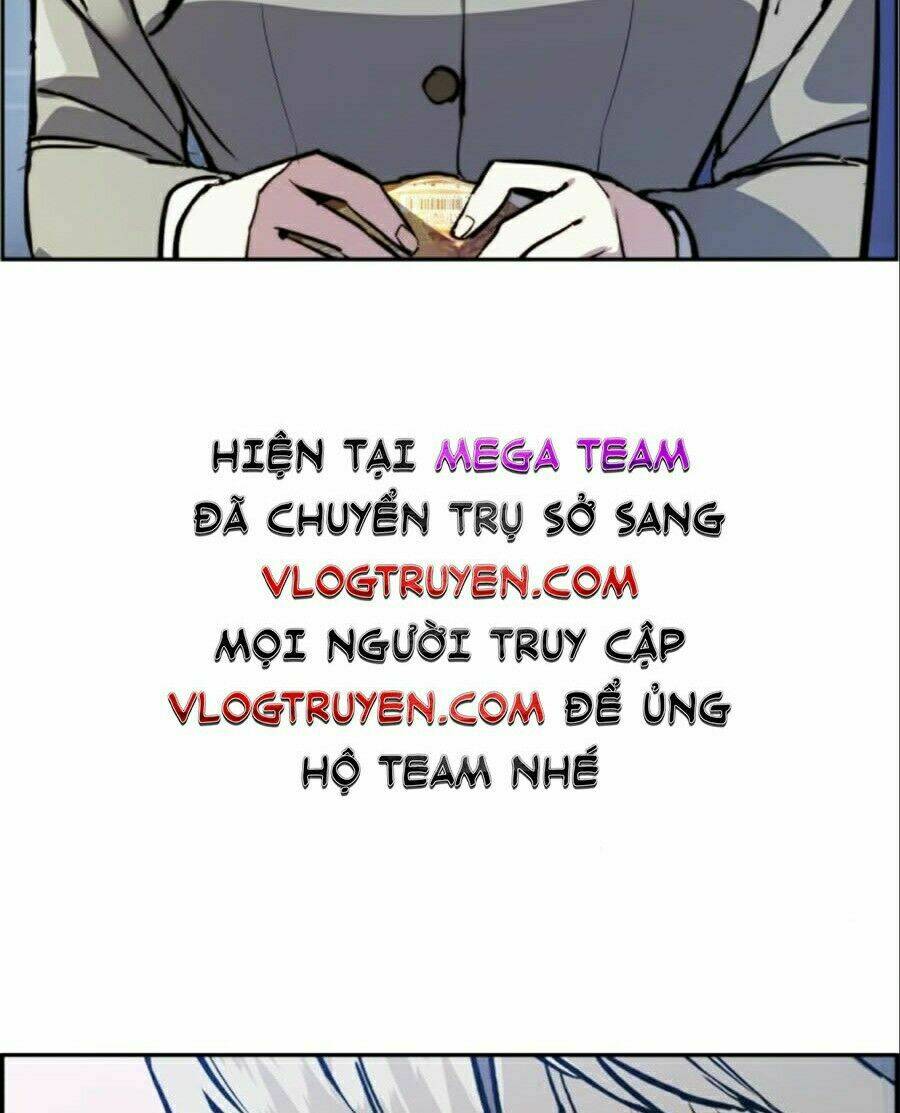 HIỆN TẠI MEGA TEAM
ĐÃ CHUYỂN TRỤ SỞ SANG
VLOGTRUYEN.COM
MỌI NGƯỜI TRUY CẬP
VLOGTRUYEN.COM ĐỂ ỦNG
HỘ TEAM NHÉ